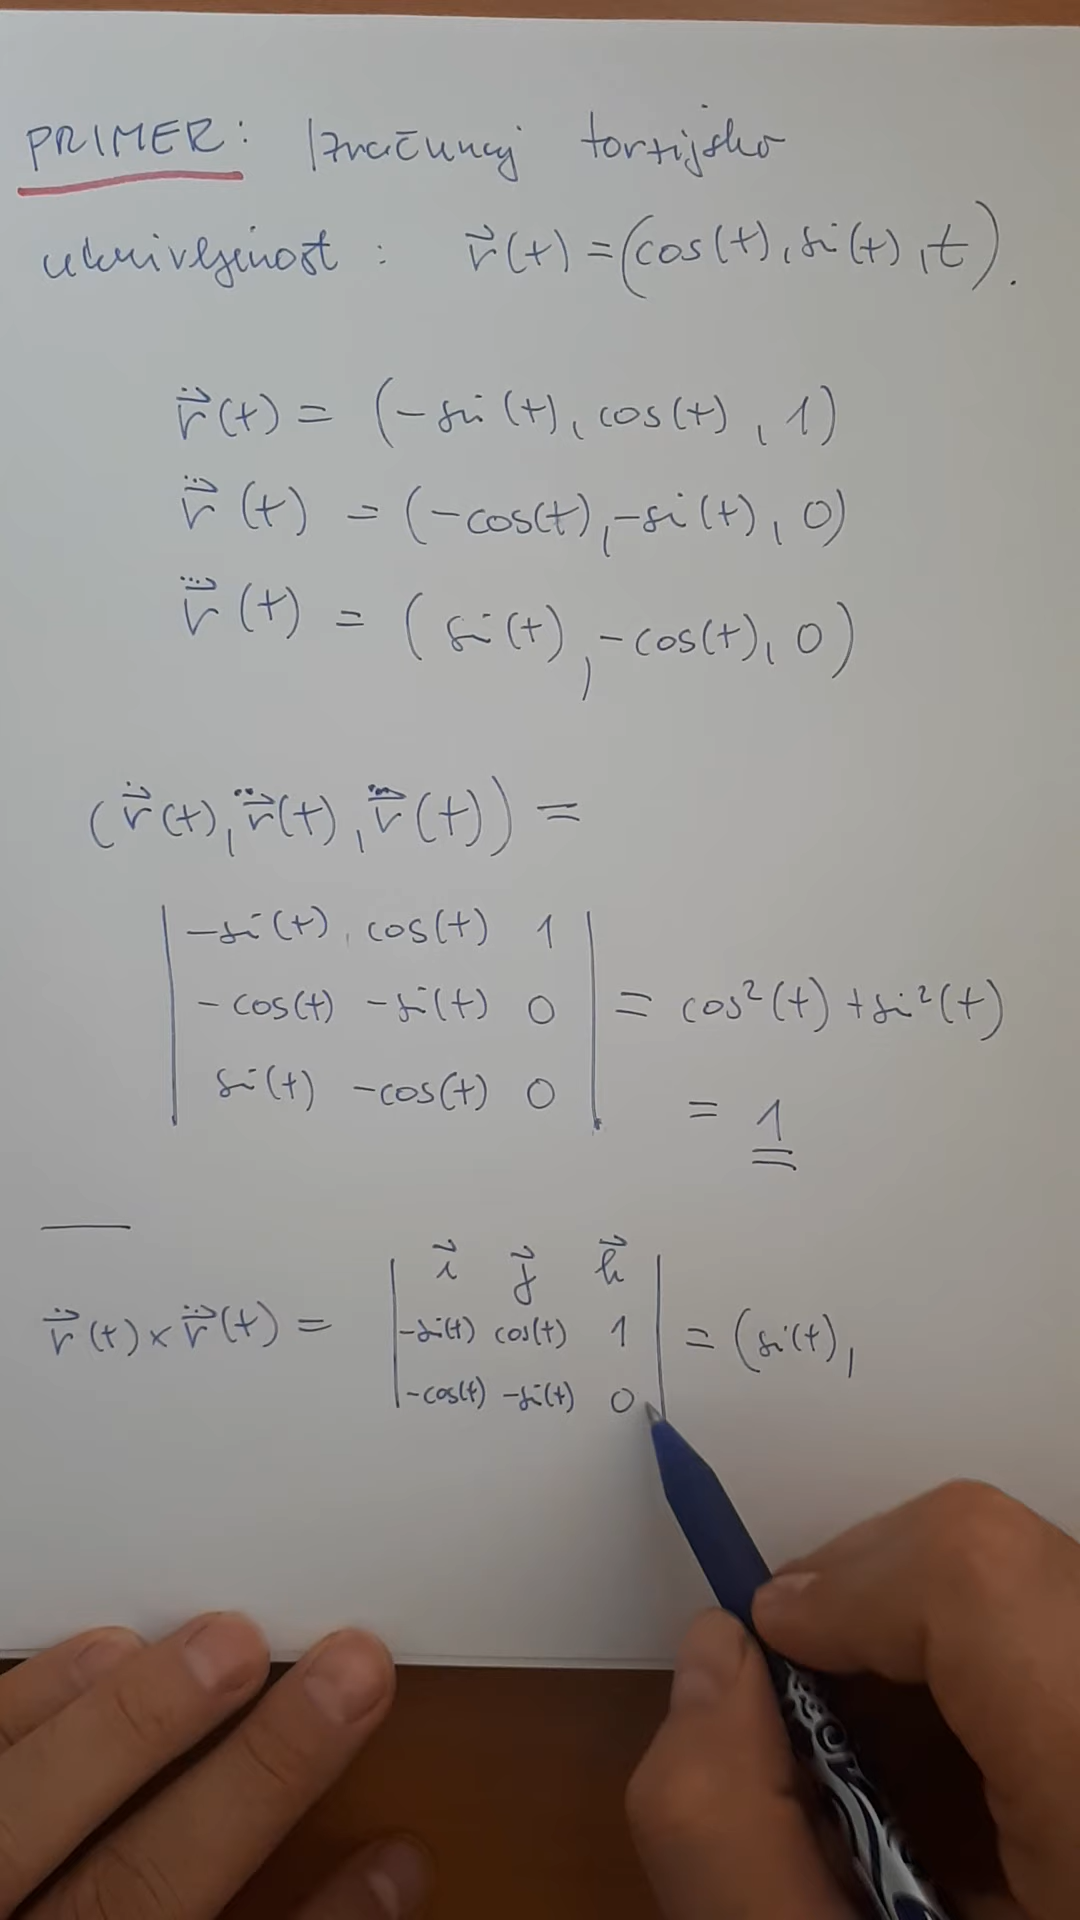 PRIMER: Izračunaj torzijsko
ukrivljenost: r⃗(t) = (cos(t), sin(t), t).
ṙ⃗(t) = (-sin(t), cos(t), 1)
r̈⃗(t) = (-cos(t), -sin(t), 0)
r⃛⃗(t) = (sin(t), -cos(t), 0)
(ṙ⃗(t), r̈⃗(t), r⃛⃗(t)) =
| -sin(t) cos(t) 1 |
| -cos(t) -sin(t) 0 | = cos²(t) + sin²(t)
| sin(t) -cos(t) 0 | = 1
| i⃗ j⃗ k⃗ |
ṙ⃗(t) × r̈⃗(t) = | -sin(t) cos(t) 1 | = (sin(t),
| -cos(t) -sin(t) 0 |